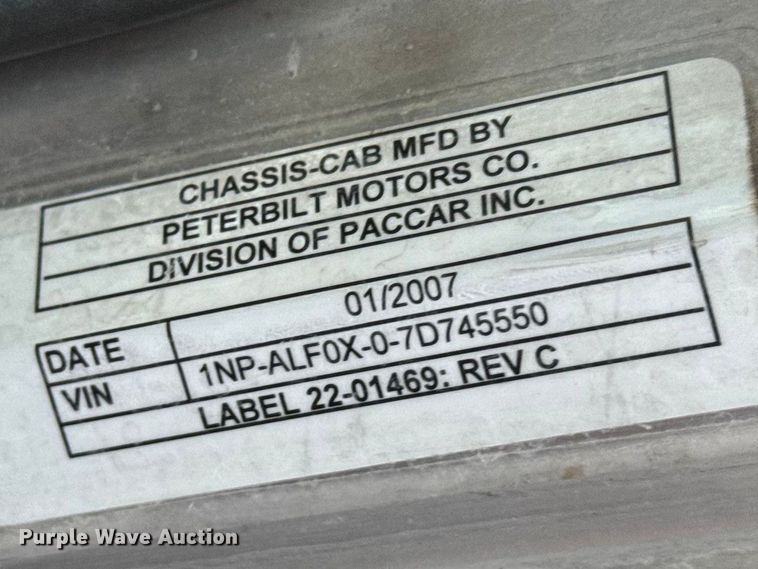 CHASSIS-CAB MFD BY
PETERBILT MOTORS CO.
DIVISION OF PACCAR INC.
DATE 01/2007
VIN 1NP-ALF0X-0-7D745550
LABEL 22-01469: REV C
Purple Wave Auction